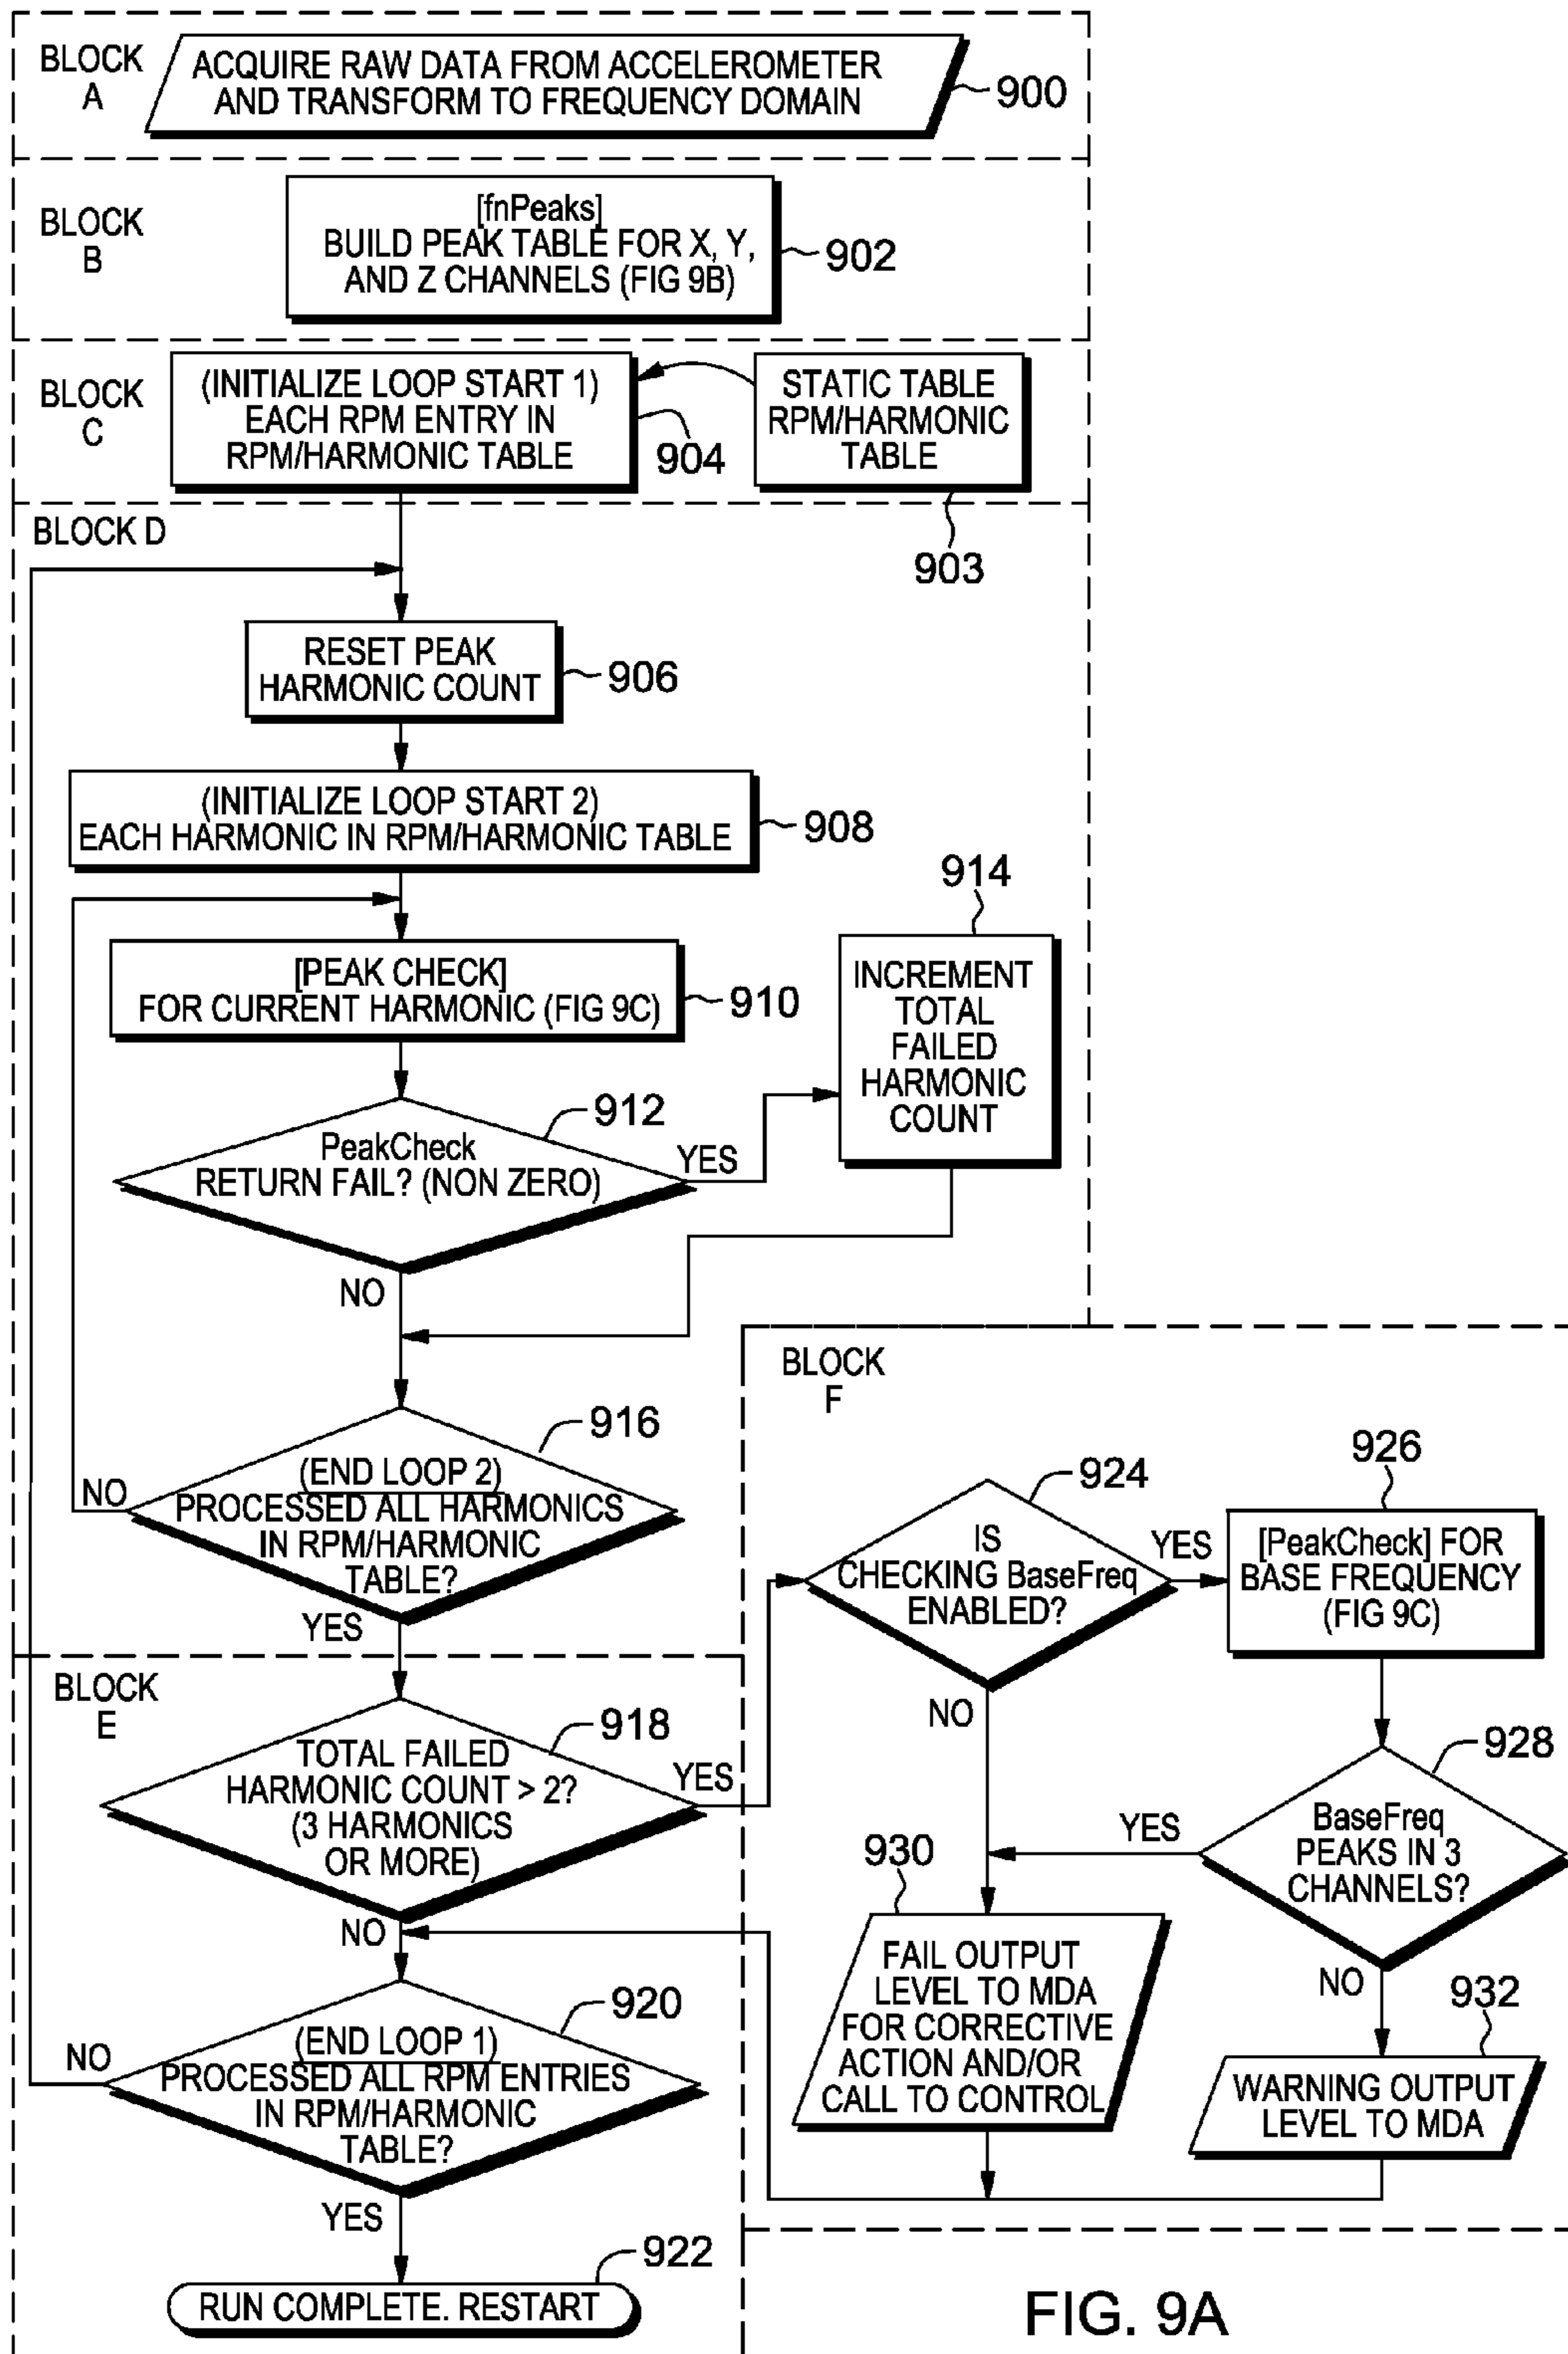 BLOCK
A
ACQUIRE RAW DATA FROM ACCELEROMETER
AND TRANSFORM TO FREQUENCY DOMAIN
900
BLOCK
B
[fnPeaks]
BUILD PEAK TABLE FOR X, Y,
AND Z CHANNELS (FIG 9B)
902
BLOCK
C
(INITIALIZE LOOP START 1)
EACH RPM ENTRY IN
RPM/HARMONIC TABLE
904
STATIC TABLE
RPM/HARMONIC
TABLE
903
BLOCK D
RESET PEAK
HARMONIC COUNT
906
(INITIALIZE LOOP START 2)
EACH HARMONIC IN RPM/HARMONIC TABLE
908
[PEAK CHECK]
FOR CURRENT HARMONIC (FIG 9C)
910
914
INCREMENT
TOTAL
FAILED
HARMONIC
COUNT
912
PeakCheck
RETURN FAIL? (NON ZERO)
YES
NO
916
(END LOOP 2)
PROCESSED ALL HARMONICS
IN RPM/HARMONIC
TABLE?
NO
YES
BLOCK
E
918
TOTAL FAILED
HARMONIC COUNT > 2?
(3 HARMONICS
OR MORE)
YES
NO
920
(END LOOP 1)
PROCESSED ALL RPM ENTRIES
IN RPM/HARMONIC
TABLE?
NO
YES
922
RUN COMPLETE. RESTART
BLOCK
F
924
IS
CHECKING BaseFreq
ENABLED?
YES
NO
926
[PeakCheck] FOR
BASE FREQUENCY
(FIG 9C)
928
BaseFreq
PEAKS IN 3
CHANNELS?
YES
NO
930
FAIL OUTPUT
LEVEL TO MDA
FOR CORRECTIVE
ACTION AND/OR
CALL TO CONTROL
932
WARNING OUTPUT
LEVEL TO MDA
FIG. 9A